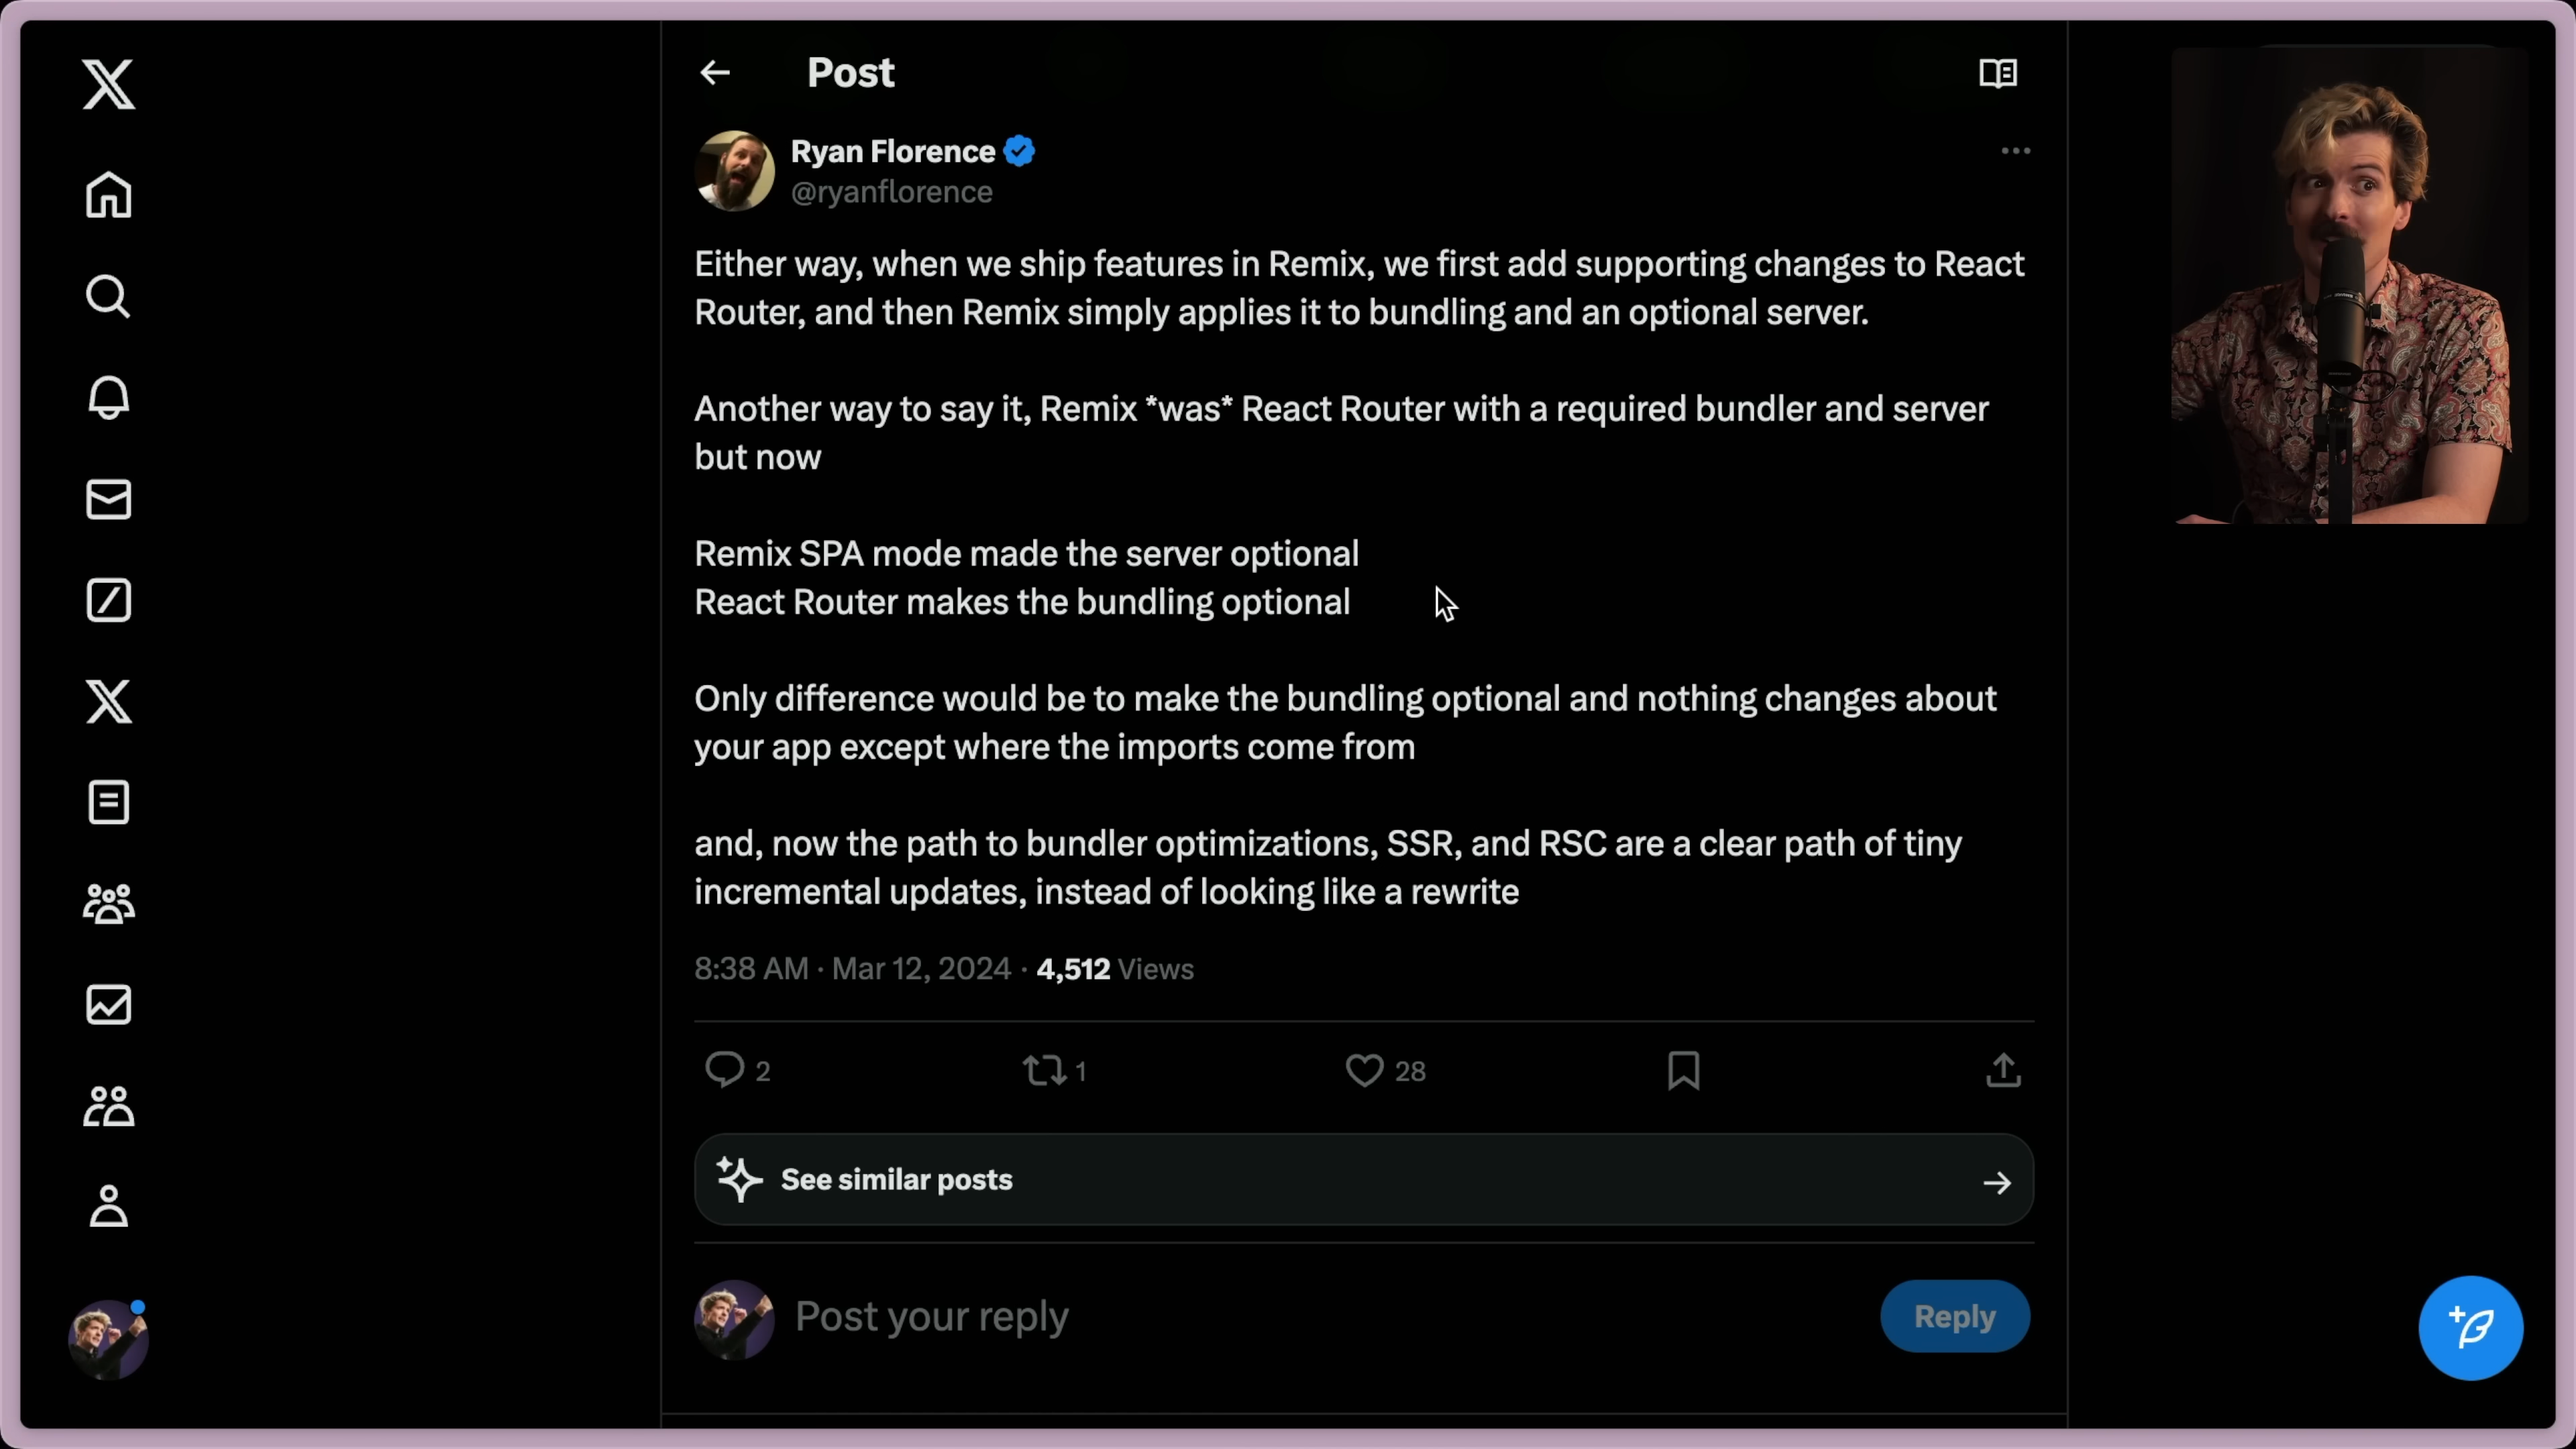 Post
Ryan Florence
@ryanflorence
Either way, when we ship features in Remix, we first add supporting changes to React
Router, and then Remix simply applies it to bundling and an optional server.
Another way to say it, Remix *was* React Router with a required bundler and server
but now
Remix SPA mode made the server optional
React Router makes the bundling optional
Only difference would be to make the bundling optional and nothing changes about
your app except where the imports come from
and, now the path to bundler optimizations, SSR, and RSC are a clear path of tiny
incremental updates, instead of looking like a rewrite
8:38 AM · Mar 12, 2024 · 4,512 Views
2 1 28
See similar posts
Post your reply
Reply